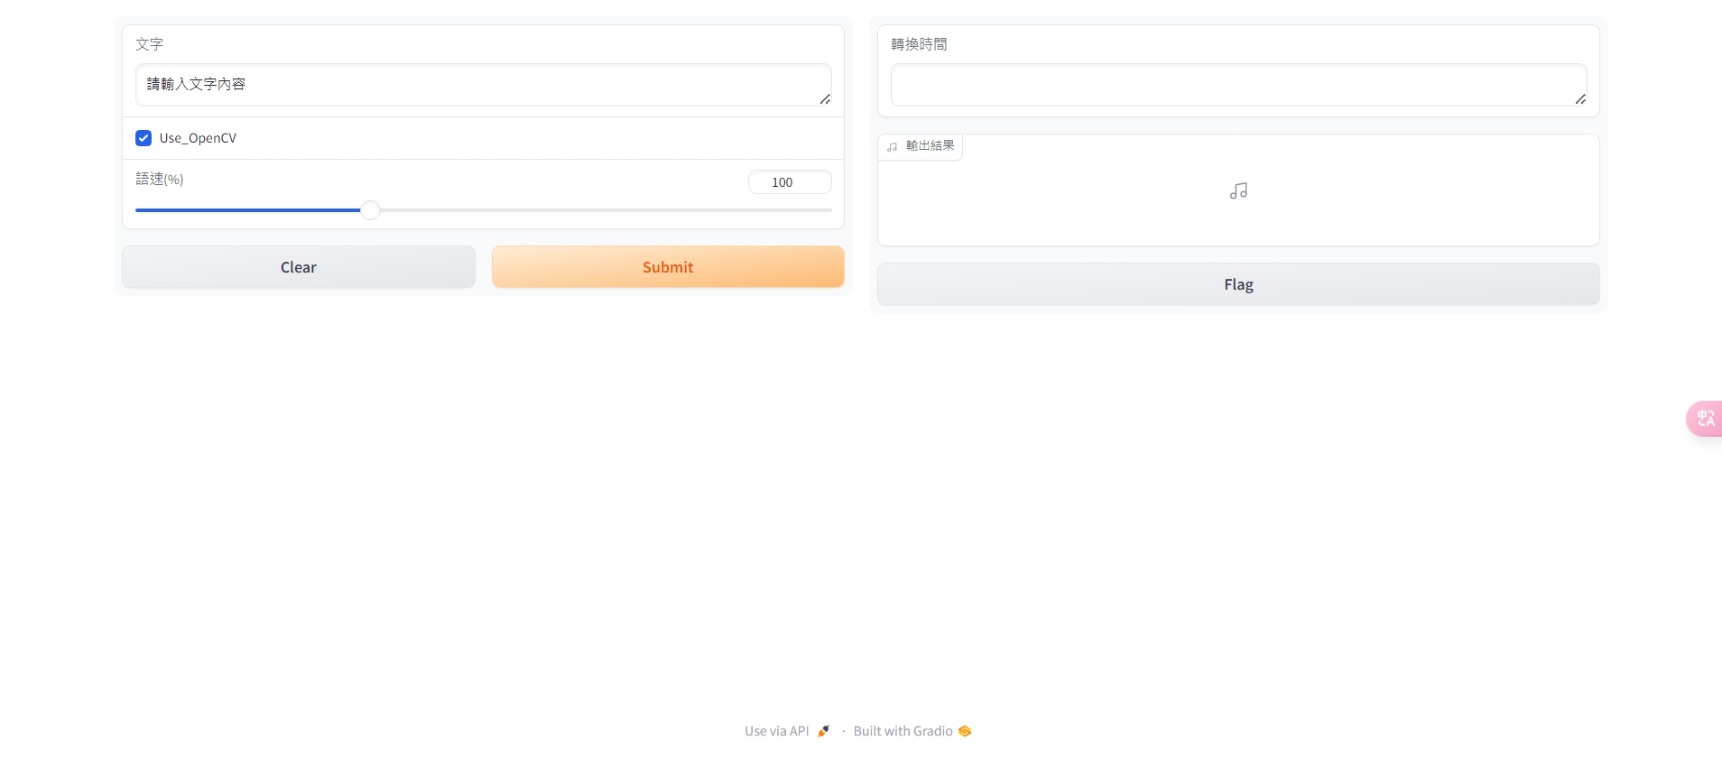 文字
請輸入文字內容
Use_OpenCV
語速(%)
100
Clear
Submit
轉換時間
輸出結果
Flag
中
A
Use via API · Built with Gradio